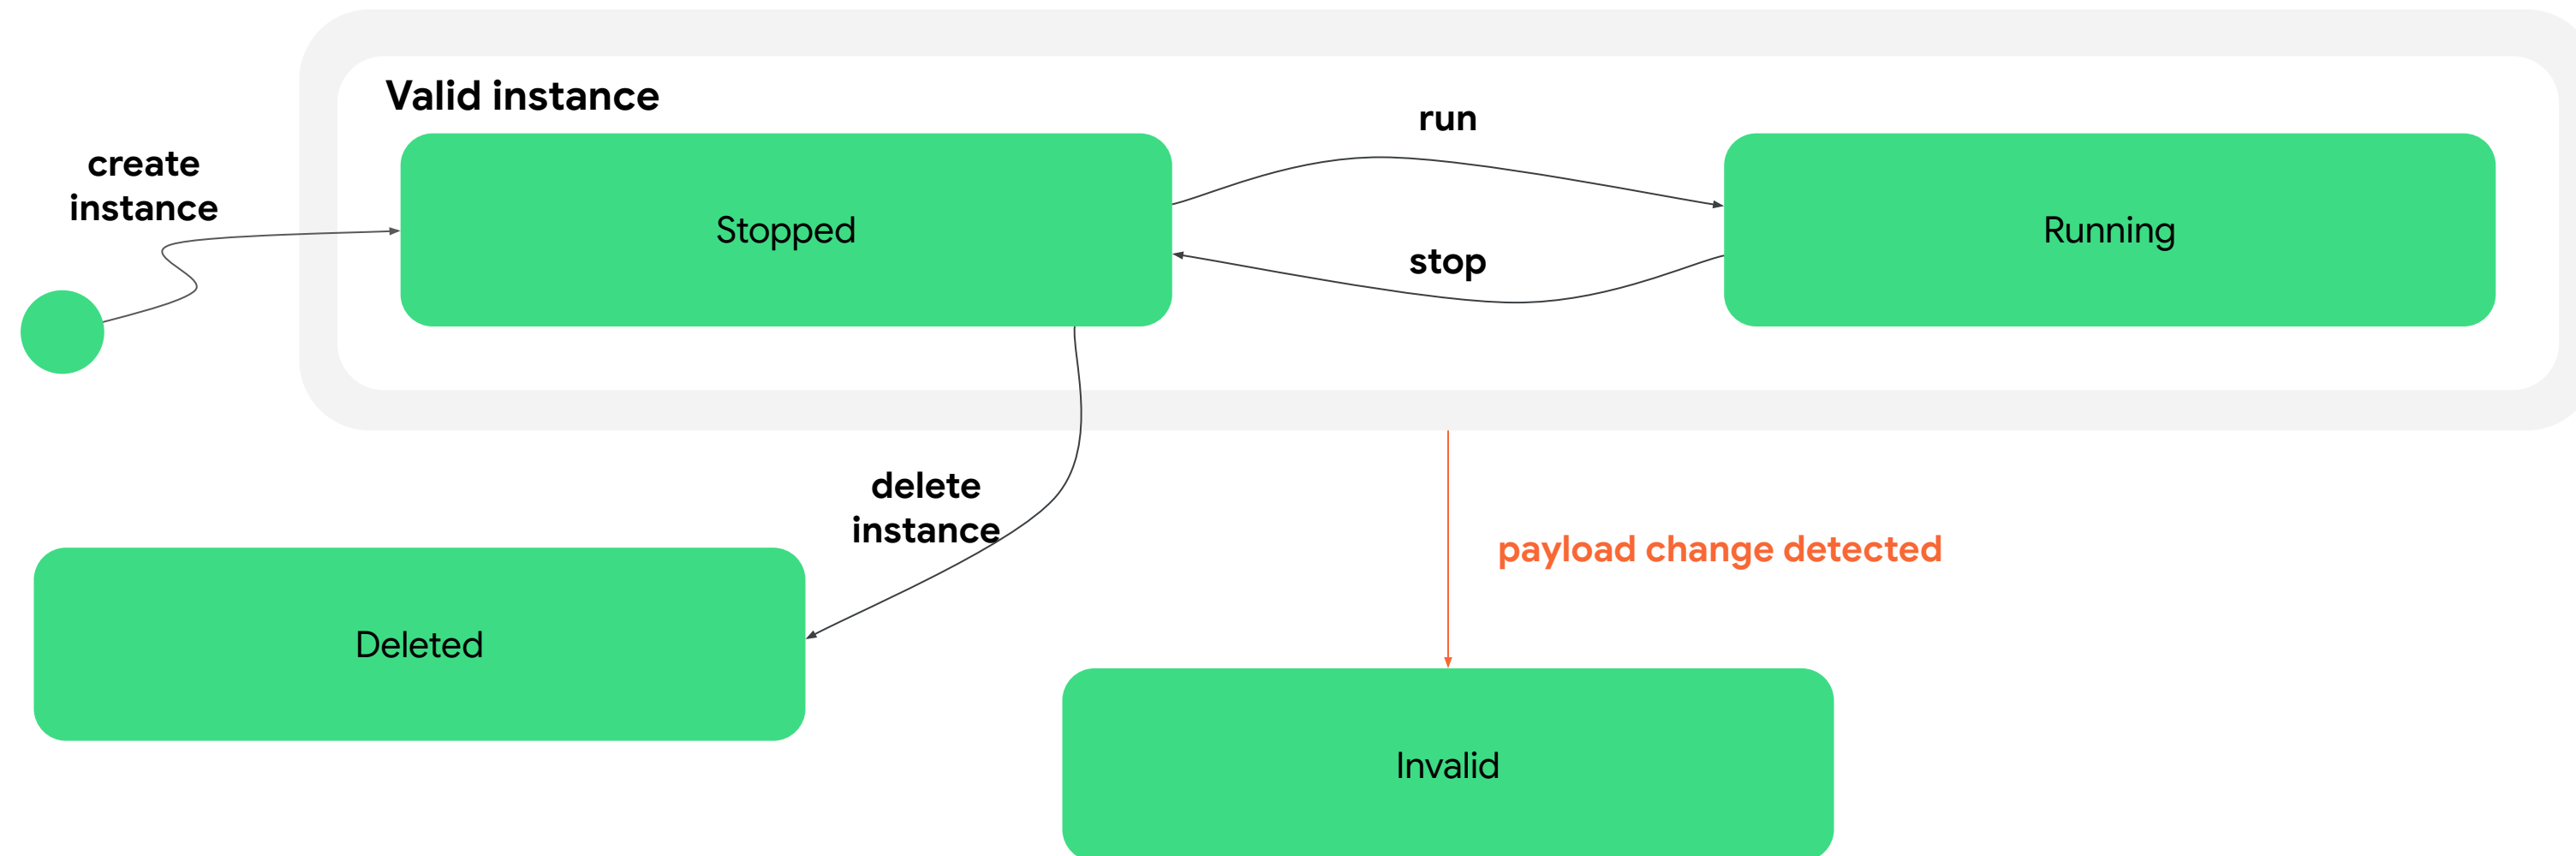 Valid instance
run
create
instance
Stopped
Running
stop
delete
instance
payload change detected
Deleted
Invalid